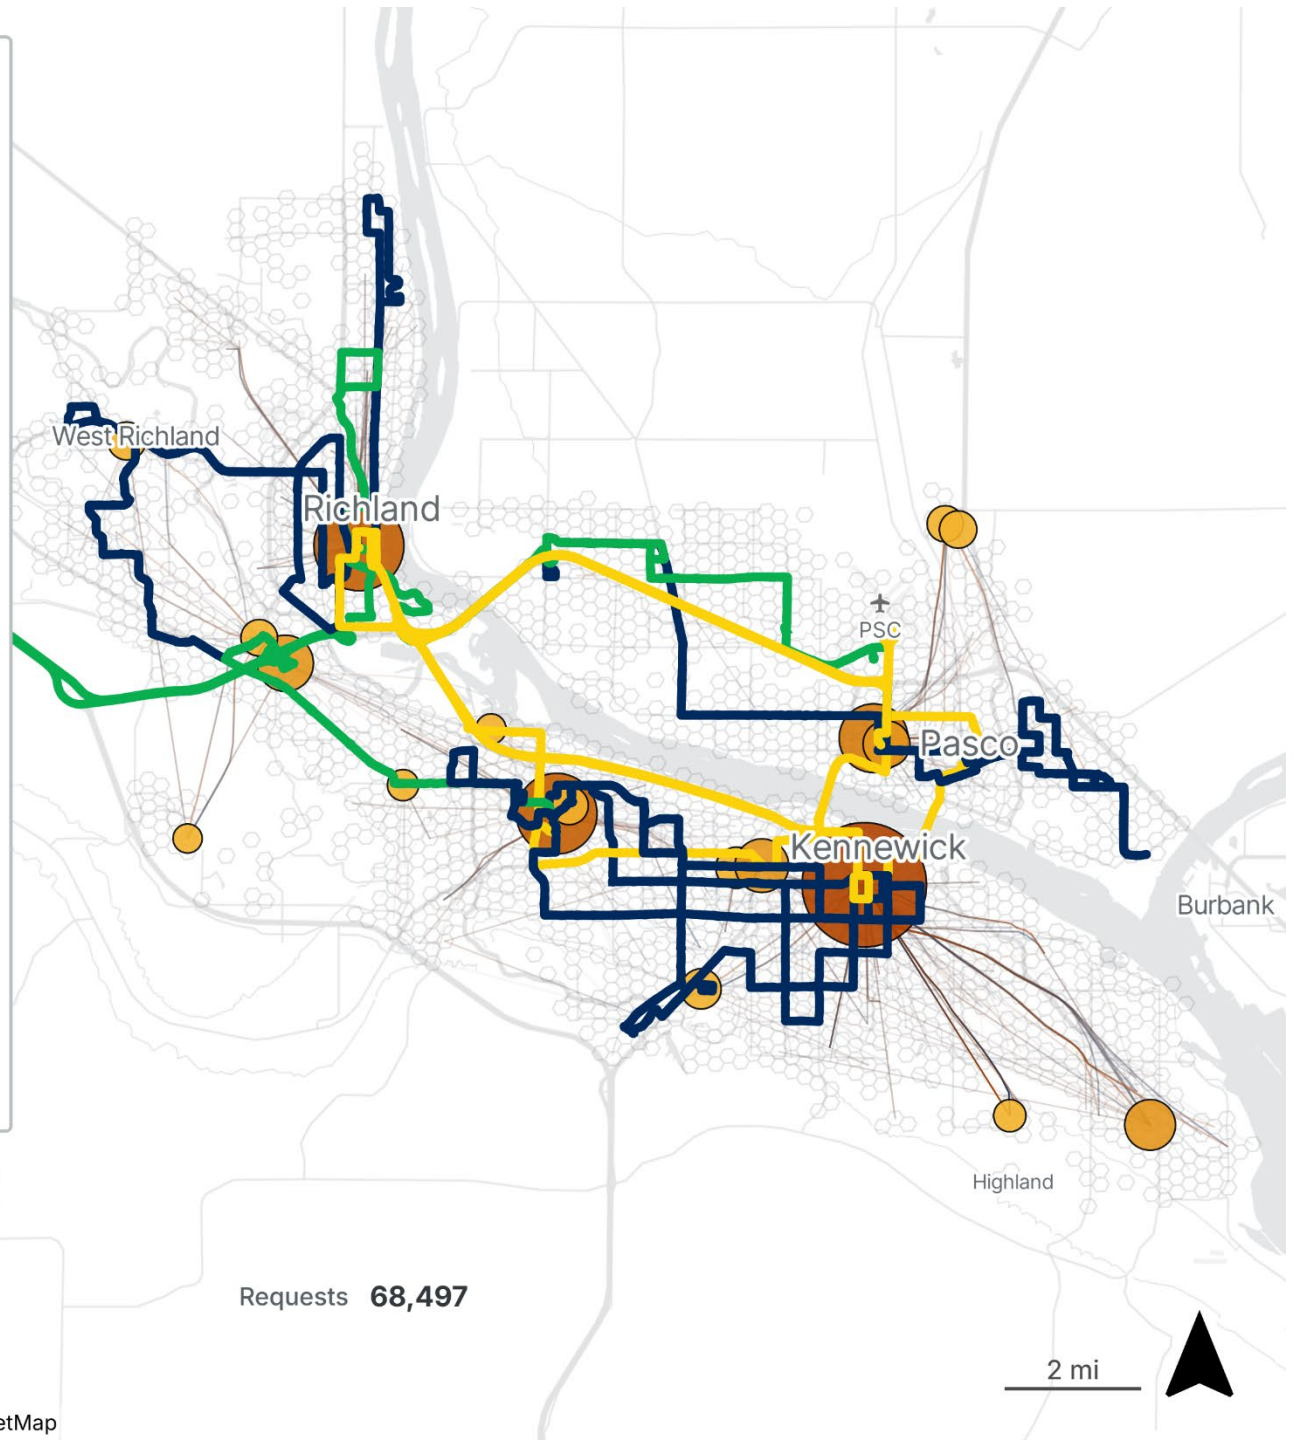 West Richland
Richland
PSC
Pasco
Kennewick
Burbank
Highland
Requests 68,497
2 mi
etMap